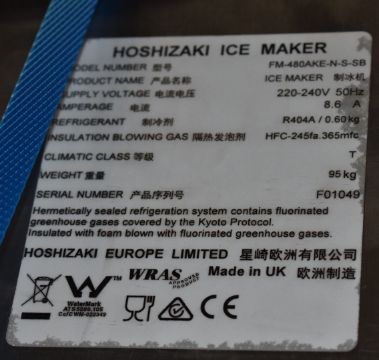 HOSHIZAKI ICE MAKER
MODEL NUMBER 型号 FM-480AKE-N-S-SB
PRODUCT NAME 产品名称 ICE MAKER 制冰机
SUPPLY VOLTAGE 电流电压 220-240V 50Hz
AMPERAGE 电流 8.6 A
REFRIGERANT 制冷剂 R404A / 0.60kg
INSULATION BLOWING GAS 隔热发泡剂 HFC-245fa.365mfc
CLIMATIC CLASS 等级 T
WEIGHT 重量 95kg
SERIAL NUMBER 产品序列号 F01049
Hermetically sealed refrigeration system contains fluorinated
greenhouse gases covered by the Kyoto Protocol.
Insulated with foam blown with fluorinated greenhouse gases.
HOSHIZAKI EUROPE LIMITED 星崎欧洲有限公司
WRAS APPROVED PRODUCT Made in UK 欧洲制造
WaterMark TM
CE